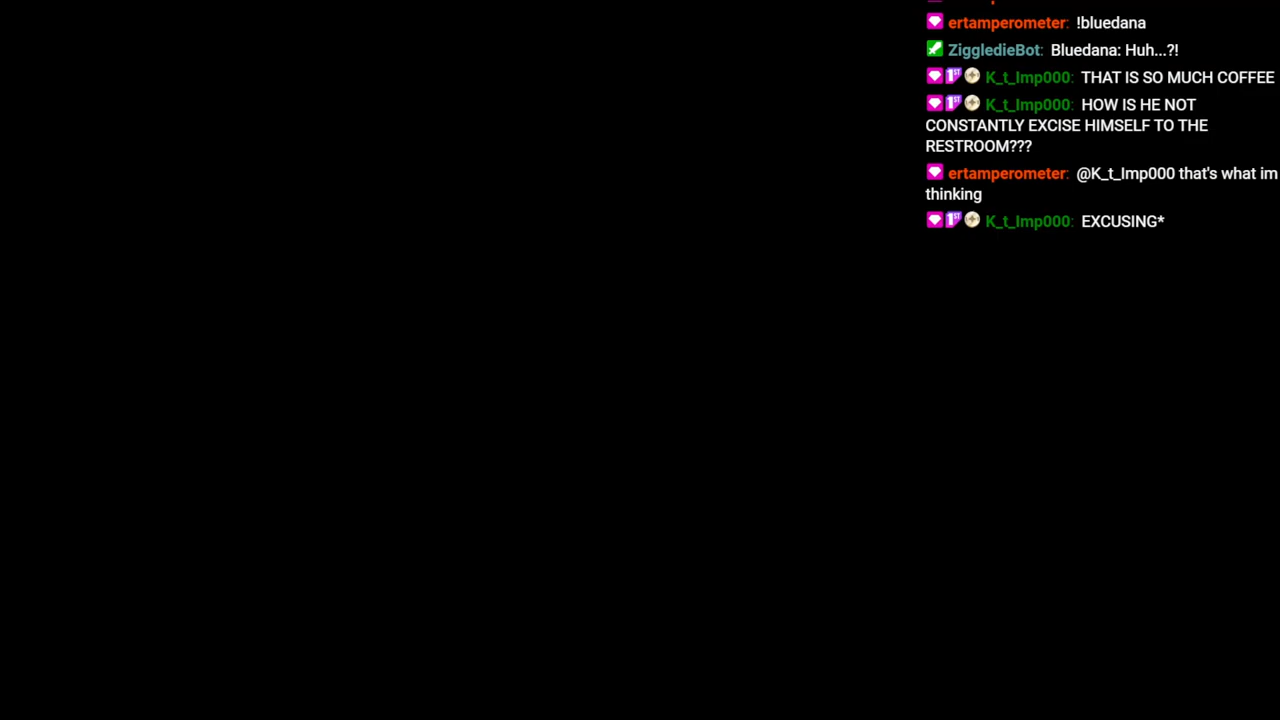 ertamperometer: !bluedana
ZiggledieBot: Bluedana: Huh...?!
K_t_Imp000: THAT IS SO MUCH COFFEE
K_t_Imp000: HOW IS HE NOT
CONSTANTLY EXCISE HIMSELF TO THE
RESTROOM???
ertamperometer: @K_t_Imp000 that's what im
thinking
K_t_Imp000: EXCUSING*